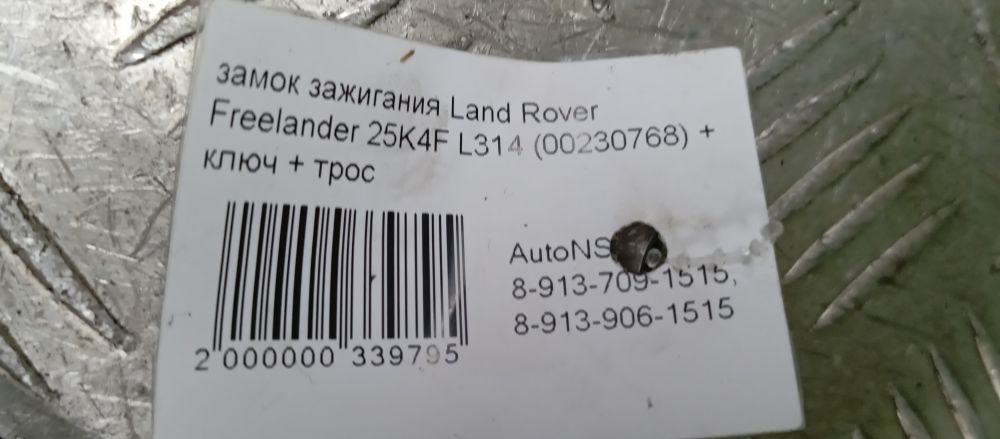 замок зажигания Land Rover
Freelander 25K4F L314 (00230768) +
ключ + трос
8-913-709-1515,
8-913-906-1515
2 000000 339795